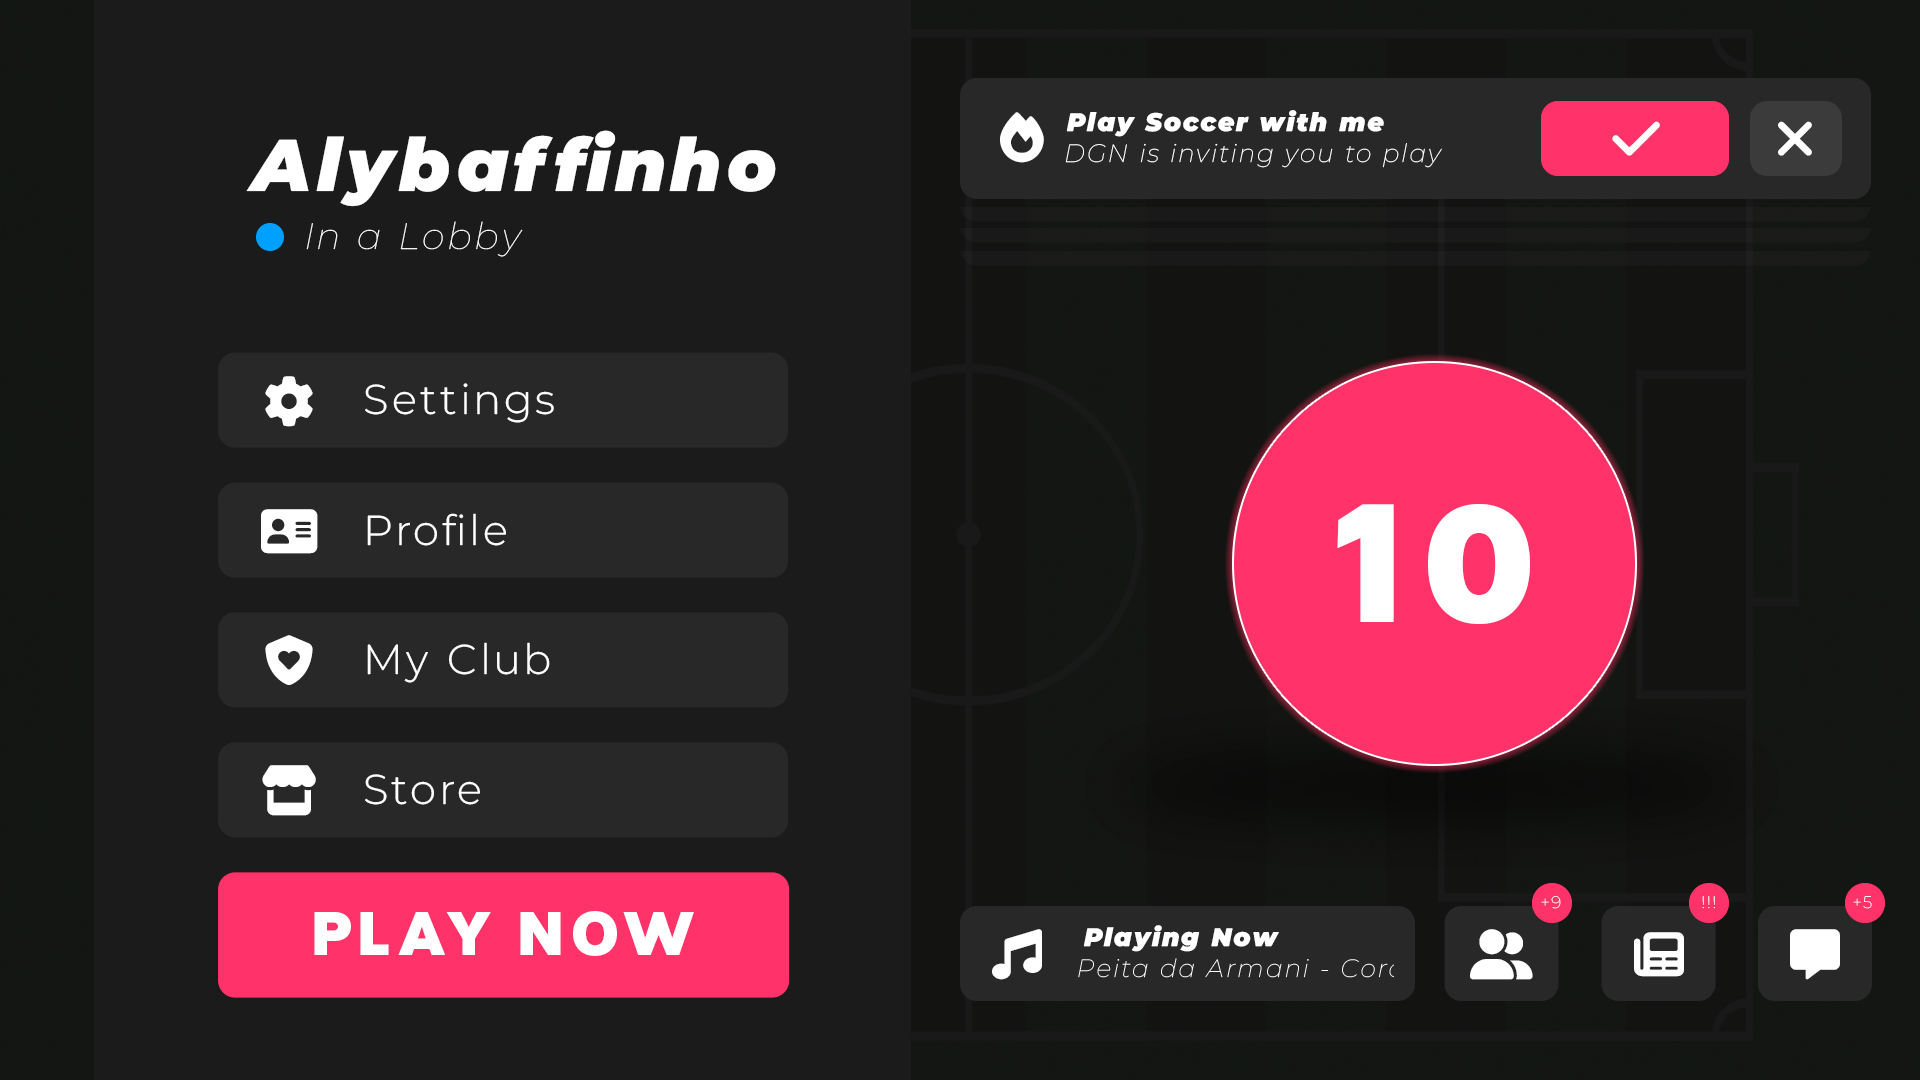 Alybaffinho
In a Lobby
Settings
Profile
My Club
Store
PLAY NOW
Play Soccer with me
DGN is inviting you to play
10
Playing Now
Peita da Armani -
+9
!!!
+5